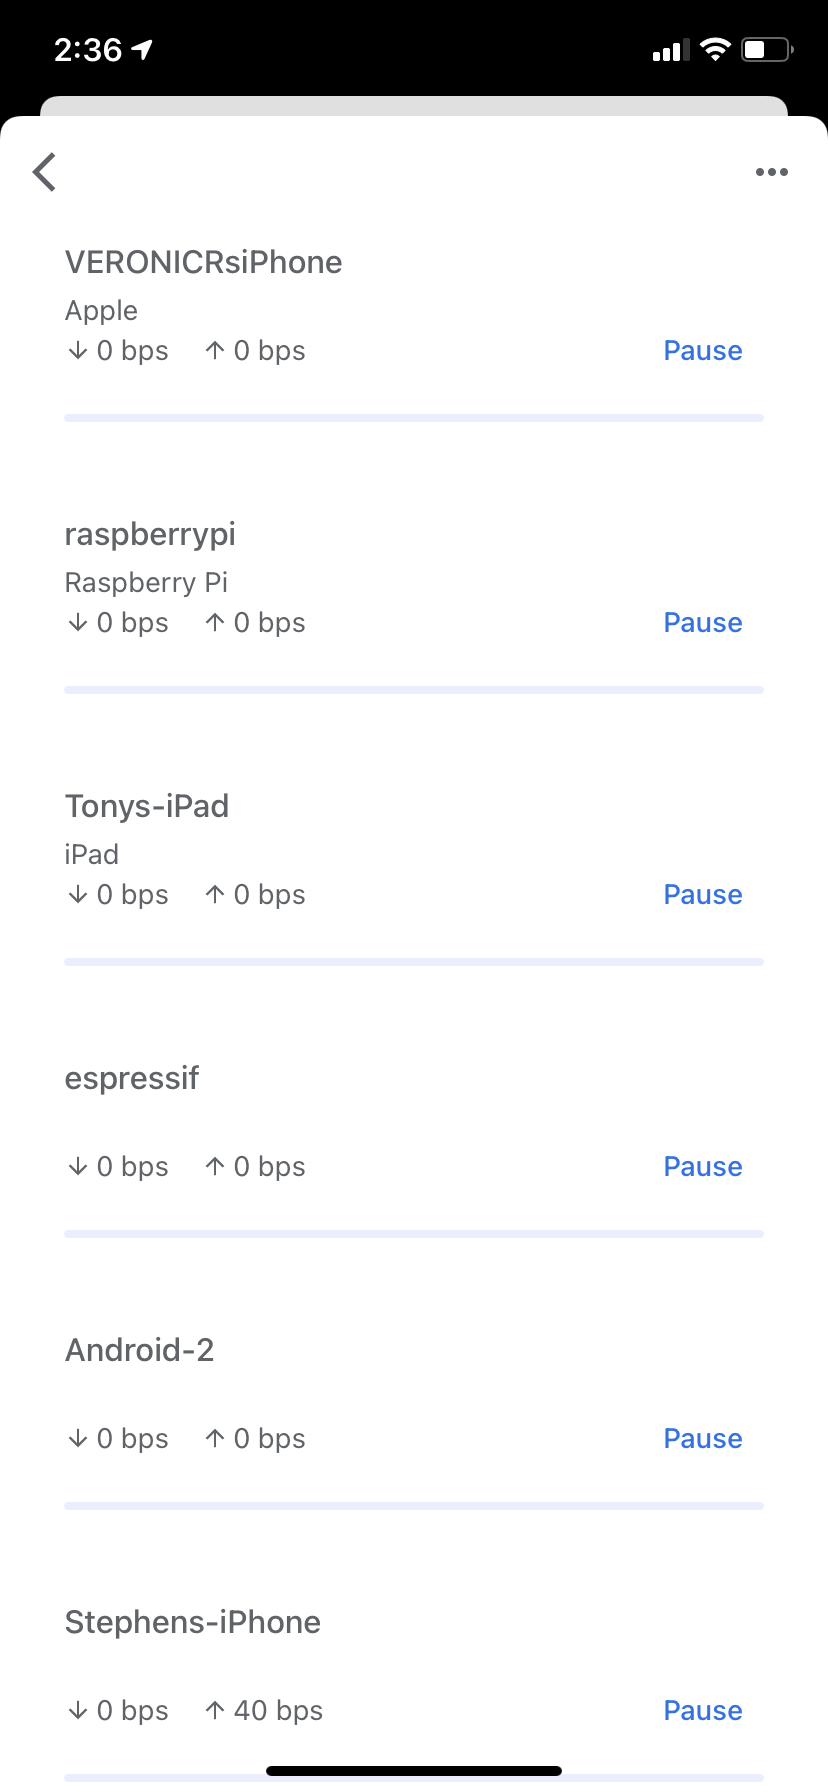 2:36
VERONICRsiPhone
Apple
↓ 0 bps ↑ 0 bps Pause
raspberrypi
Raspberry Pi
↓ 0 bps ↑ 0 bps Pause
Tonys-iPad
iPad
↓ 0 bps ↑ 0 bps Pause
espressif
↓ 0 bps ↑ 0 bps Pause
Android-2
↓ 0 bps ↑ 0 bps Pause
Stephens-iPhone
↓ 0 bps ↑ 40 bps Pause